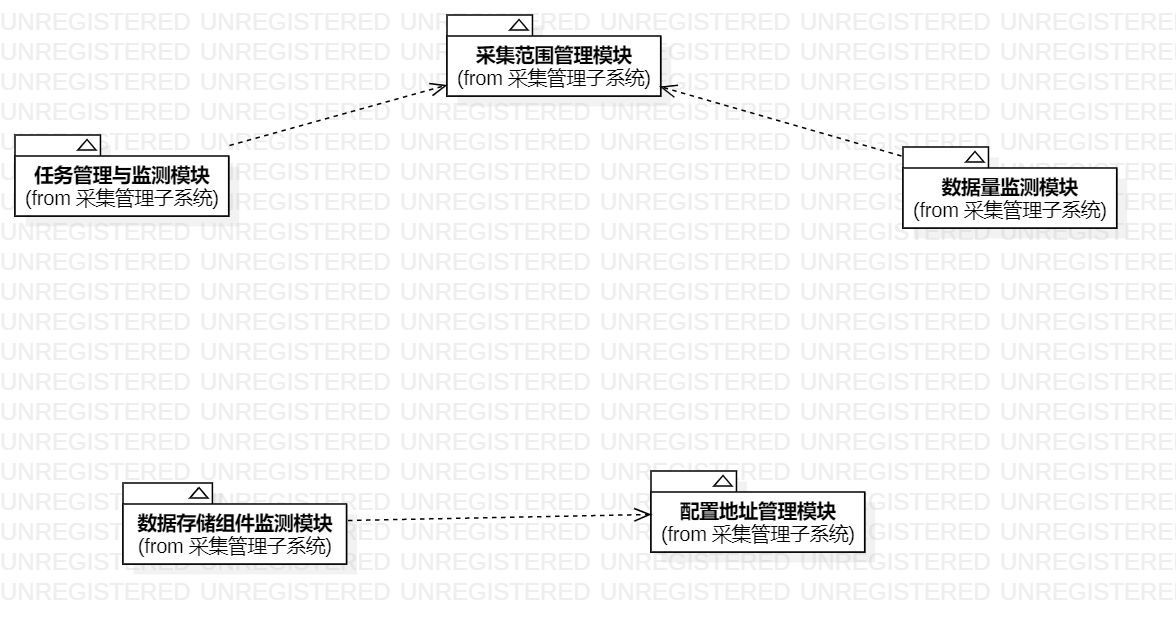 采集范围管理模块
(from 采集管理子系统)
任务管理与监测模块
(from 采集管理子系统)
数据量监测模块
(from 采集管理子系统)
数据存储组件监测模块
(from 采集管理子系统)
配置地址管理模块
(from 采集管理子系统)
UNREGISTERED